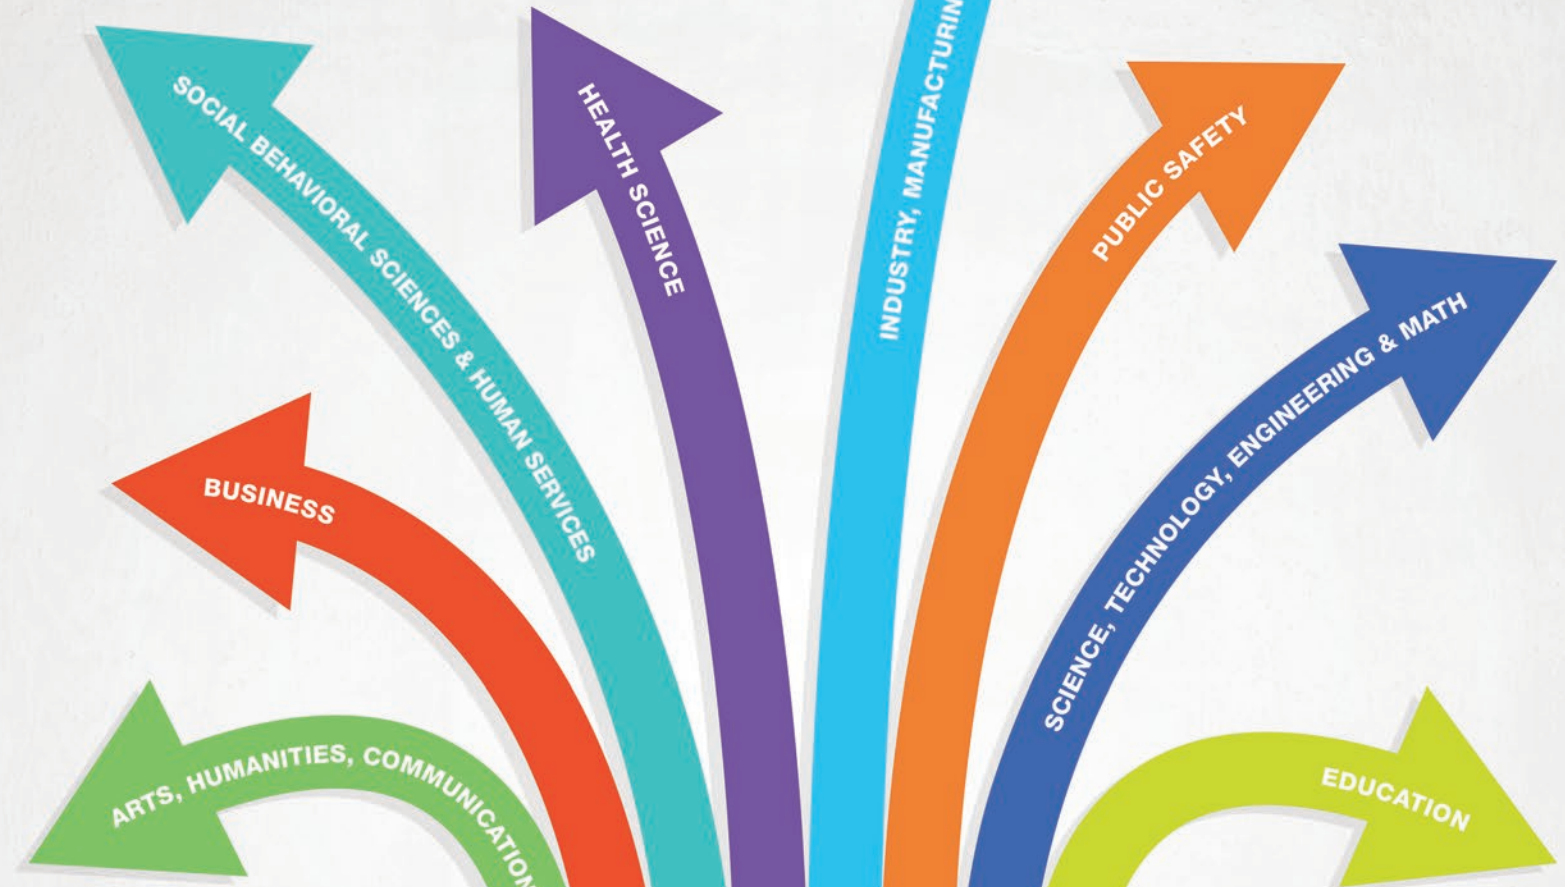 SOCIAL BEHAVIORAL SCIENCES & HUMAN SERVICES
HEALTH SCIENCE
INDUSTRY, MANUFACTURIN
PUBLIC SAFETY
SCIENCE, TECHNOLOGY, ENGINEERING & MATH
BUSINESS
ARTS, HUMANITIES, COMMUNICATION
EDUCATION